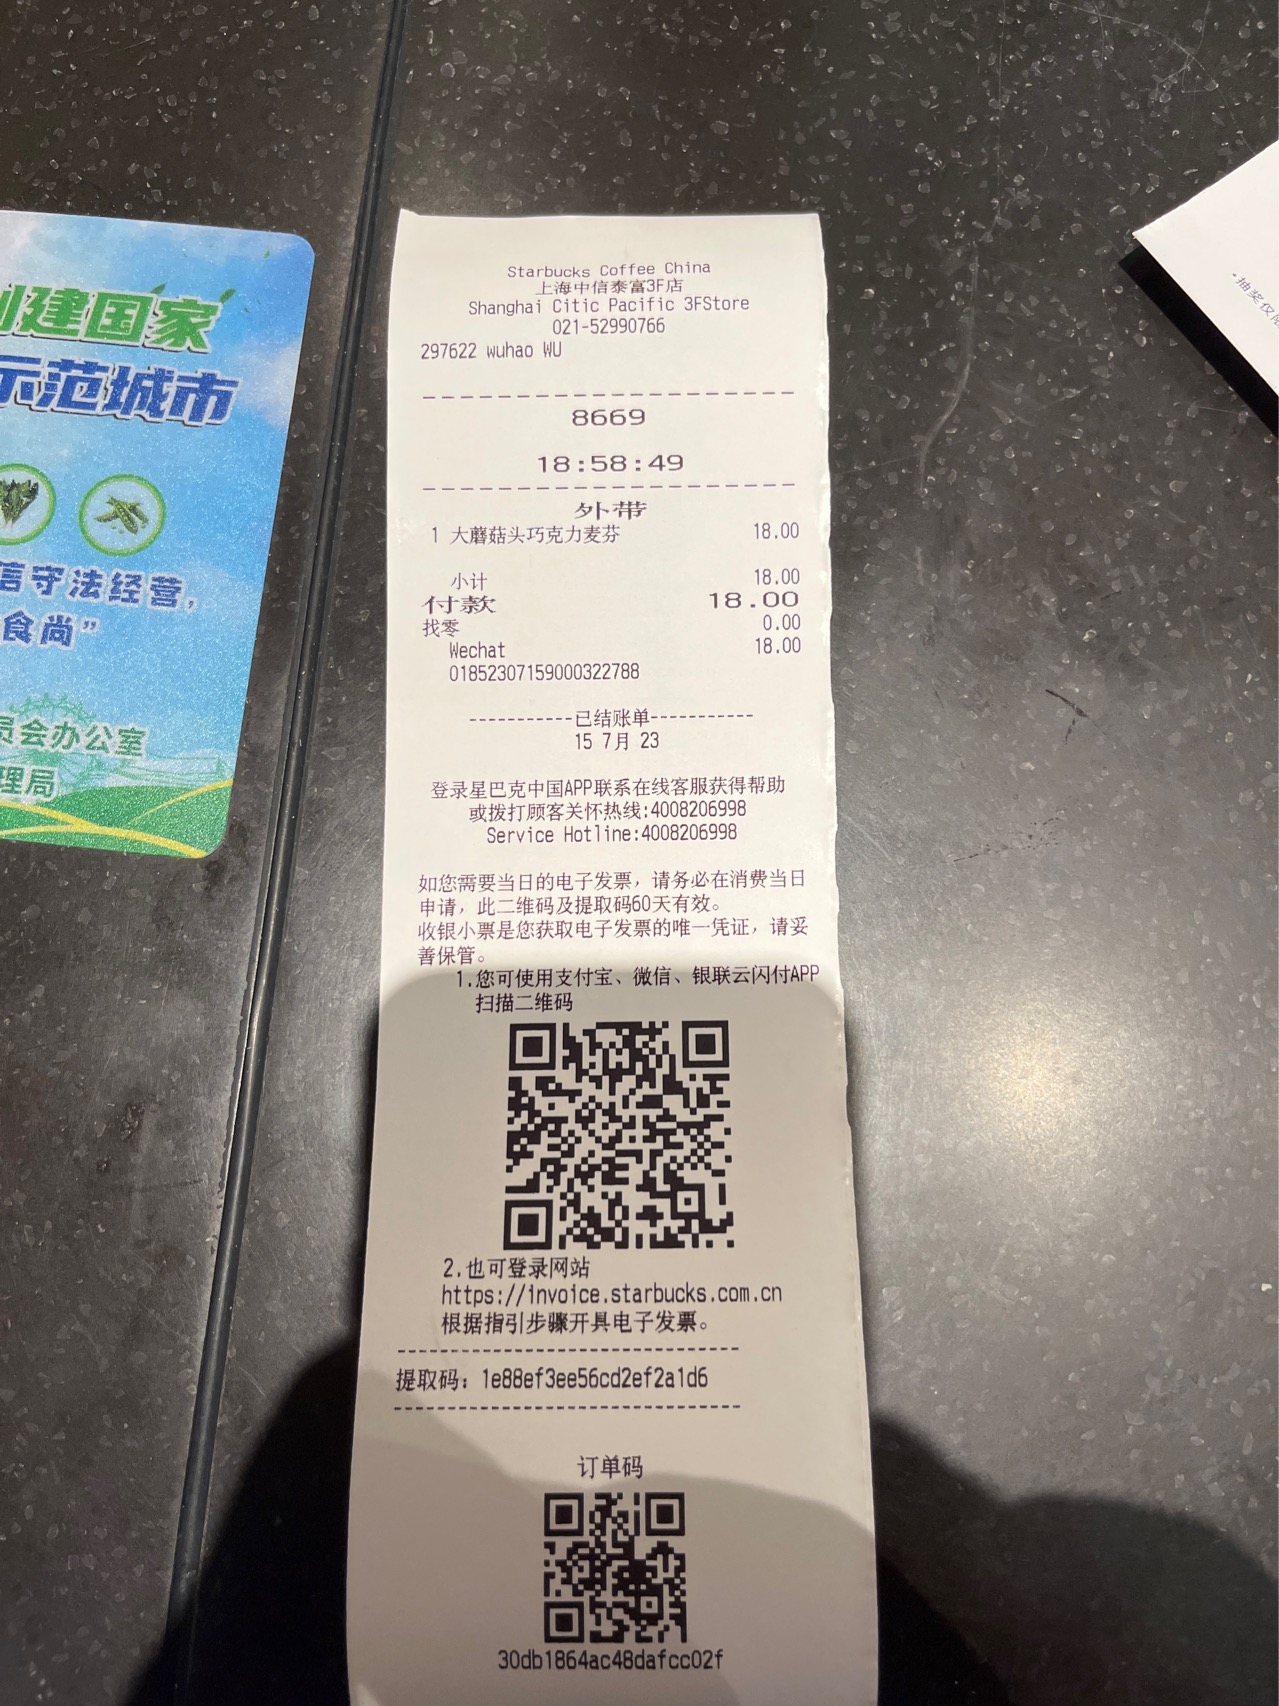 创建国家
示范城市
信守法经营，
食尚”
员会办公室
理局
Starbucks Coffee China
上海中信泰富3F店
Shanghai Citic Pacific 3FStore
021-52990766
297622 wuhao WU
8669
18:58:49
外带
1 大蘑菇头巧克力麦芬 18.00
小计 18.00
付款 18.00
找零 0.00
Wechat 18.00
01852307159000322788
-----------已结账单-----------
15 7月 23
登录星巴克中国APP联系在线客服获得帮助
或拨打顾客关怀热线:4008206998
Service Hotline:4008206998
如您需要当日的电子发票，请务必在消费当日
申请，此二维码及提取码60天有效。
收银小票是您获取电子发票的唯一凭证，请妥
善保管。
1.您可使用支付宝、微信、银联云闪付APP
扫描二维码
2.也可登录网站
https://invoice.starbucks.com.cn
根据指引步骤开具电子发票。
提取码：1e88ef3ee56cd2ef2a1d6
订单码
30db1864ac48dafcc02f
·抽奖仅限